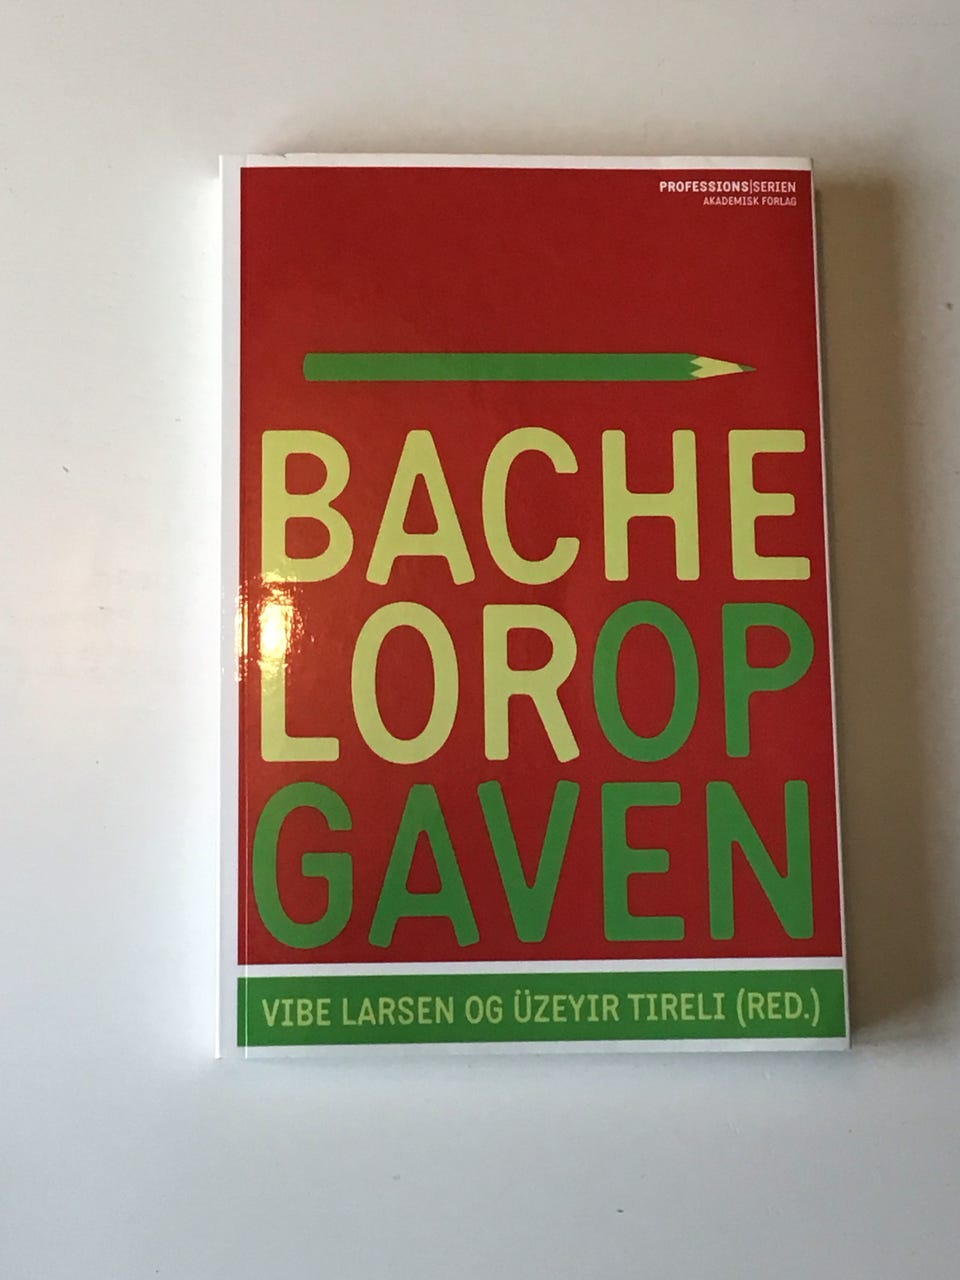 PROFESSIONS|SERIEN
AKADEMISK FORLAG
BACHE
LOROP
GAVEN
VIBE LARSEN OG ÜZEYIR TIRELI (RED.)